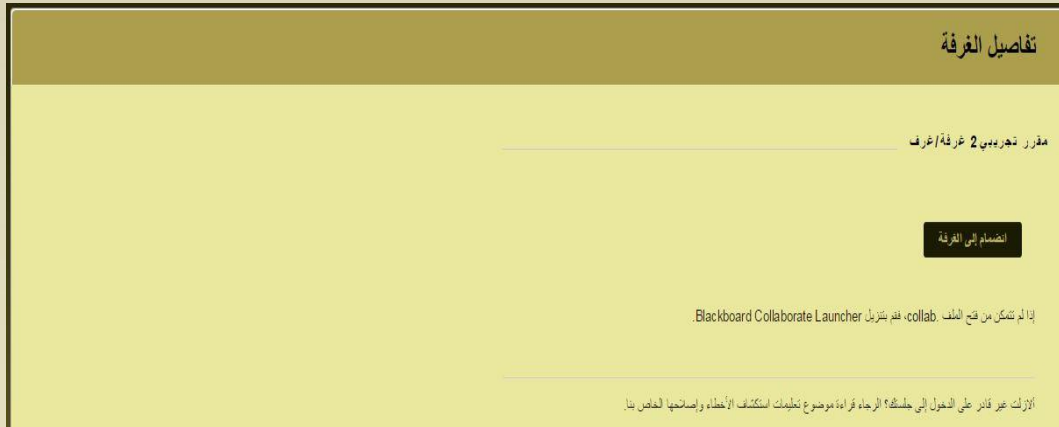 تفاصيل الغرفة
مقرر تجريبي 2 غرفة/غرف
انضمام إلى الغرفة
إذا لم تتمكن من فتح الملف .collab، فقم بتنزيل Blackboard Collaborate Launcher.
ألازلت غير قادر على الدخول إلى جلستك؟ الرجاء قراءة موضوع تعليمات استكشاف الأخطاء وإصلاحها الخاص بنا.